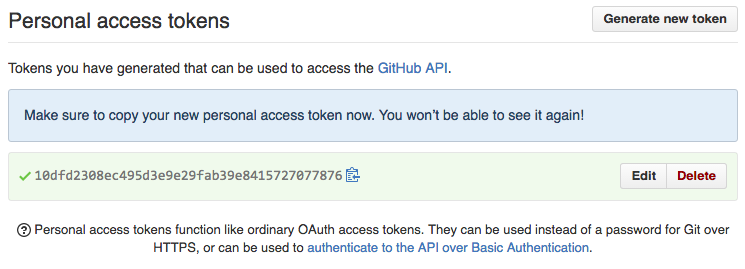 Personal access tokens
Generate new token
Tokens you have generated that can be used to access the GitHub API.
Make sure to copy your new personal access token now. You won't be able to see it again!
10dfd2308ec495d3e9e29fab39e8415727077876
Edit
Delete
Personal access tokens function like ordinary OAuth access tokens. They can be used instead of a password for Git over
HTTPS, or can be used to authenticate to the API over Basic Authentication.